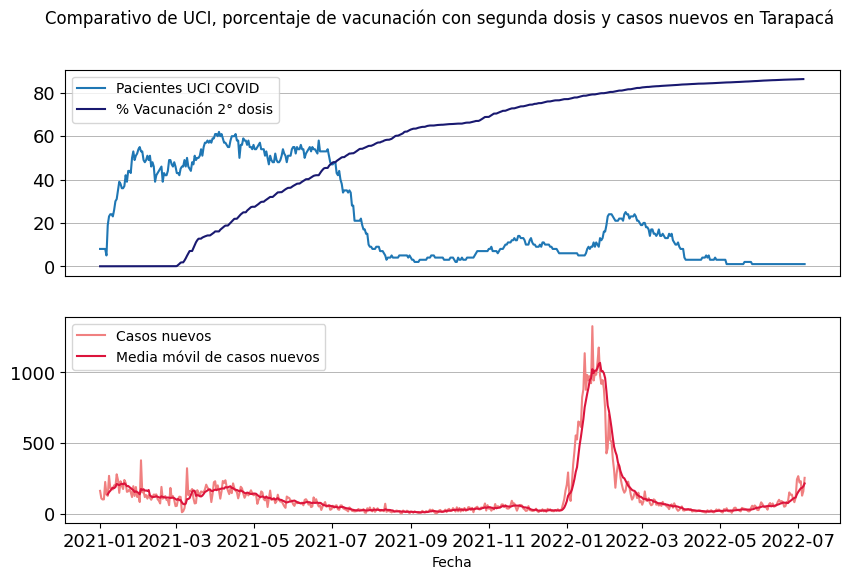 Comparativo de UCI, porcentaje de vacunación con segunda dosis y casos nuevos en Tarapacá
Pacientes UCI COVID
% Vacunación 2° dosis
80
60
40
20
0
Casos nuevos
Media móvil de casos nuevos
1000
500
0
2021-01 2021-03 2021-05 2021-07 2021-09 2021-11 2022-01 2022-03 2022-05 2022-07
Fecha